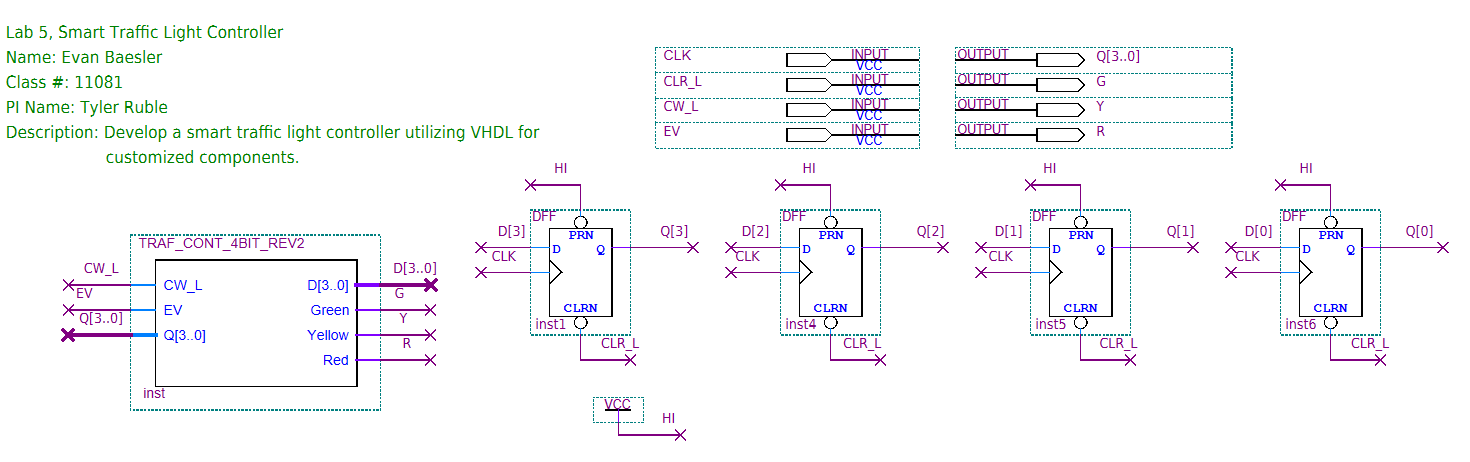 Lab 5, Smart Traffic Light Controller
Name: Evan Baesler
Class #: 11081
PI Name: Tyler Ruble
Description: Develop a smart traffic light controller utilizing VHDL for
customized components.
CLK INPUT VCC
CLR_L INPUT VCC
CW_L INPUT VCC
EV INPUT VCC
OUTPUT Q[3..0]
OUTPUT G
OUTPUT Y
OUTPUT R
TRAF_CONT_4BIT_REV2
CW_L CW_L D[3..0] D[3..0]
EV EV Green G
Q[3..0] Q[3..0] Yellow Y
Red R
inst
HI
DFF
PRN
D[3] D Q Q[3]
CLK
CLRN
inst1
CLR_L
HI
DFF
PRN
D[2] D Q Q[2]
CLK
CLRN
inst4
CLR_L
HI
DFF
PRN
D[1] D Q Q[1]
CLK
CLRN
inst5
CLR_L
HI
DFF
PRN
D[0] D Q Q[0]
CLK
CLRN
inst6
CLR_L
VCC
HI